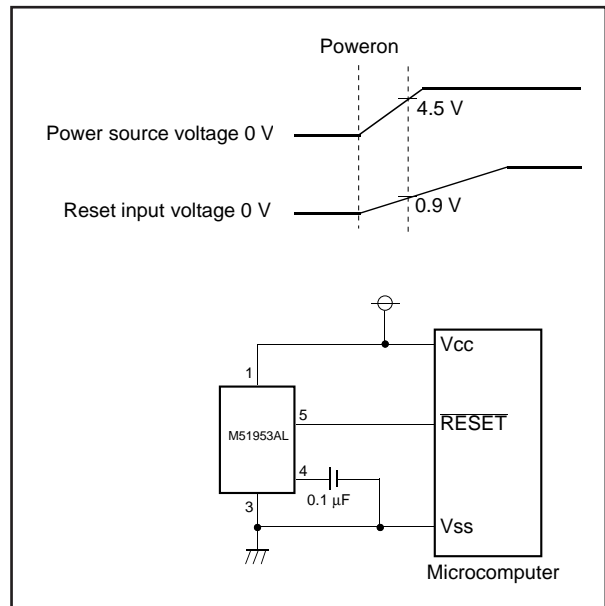 Poweron
4.5 V
Power source voltage 0 V
0.9 V
Reset input voltage 0 V
Vcc
1
5
RESET
M51953AL
4
0.1 μF
3
Vss
Microcomputer